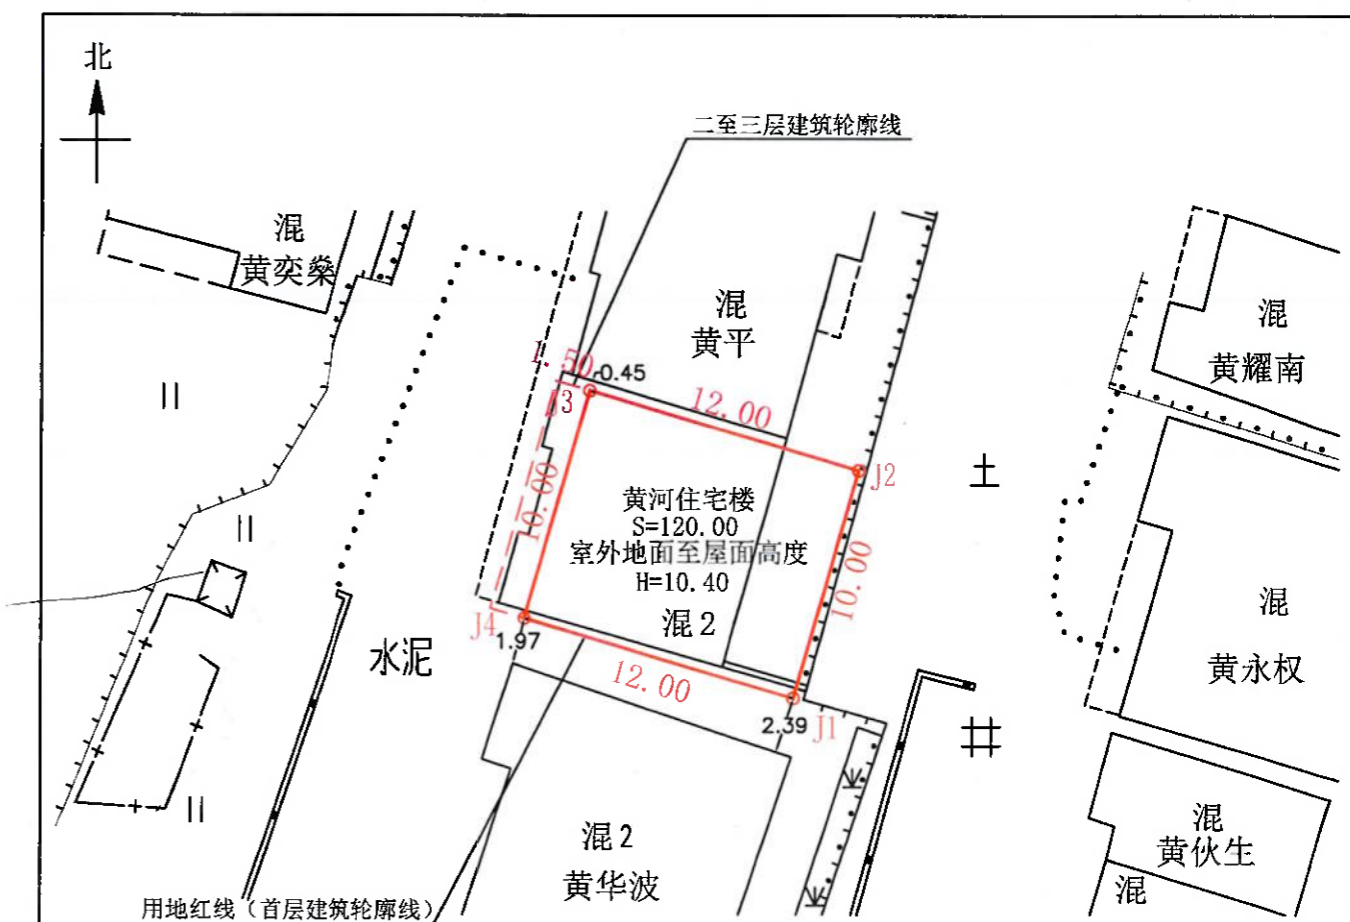 北
二至三层建筑轮廓线
混
黄奕燊
混
黄平
混
黄耀南
1.50
0.45
J3
12.00
J2
土
10.00
黄河住宅楼
S=120.00
室外地面至屋面高度
H=10.40
10.00
混2
混
黄永权
J4
1.97
水泥
12.00
2.39
J1
井
混2
黄华波
混
黄伙生
混
用地红线（首层建筑轮廓线）